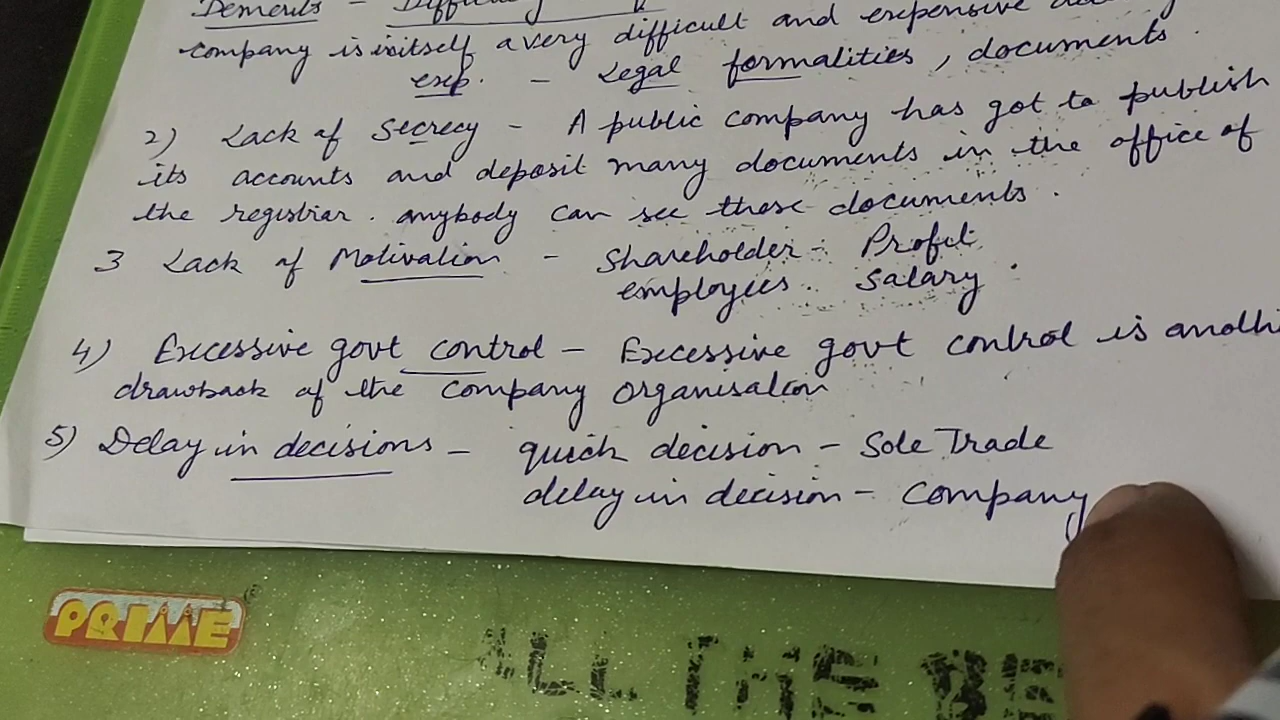 Demerits -
company is initself a very difficult and expensive
exp. - Legal formalities, documents.
2) Lack of Secrecy - A public company has got to publish
its accounts and deposit many documents in the office of
the registrar. anybody can see these documents.
3 Lack of Motivation - Shareholder - Profit
employees. Salary.
4) Excessive govt control - Excessive govt control is
drawback of the company organisation
5) Delay in decisions - quick decision - Sole Trade
delay in decision - Company
PRIME
ALL THE BE